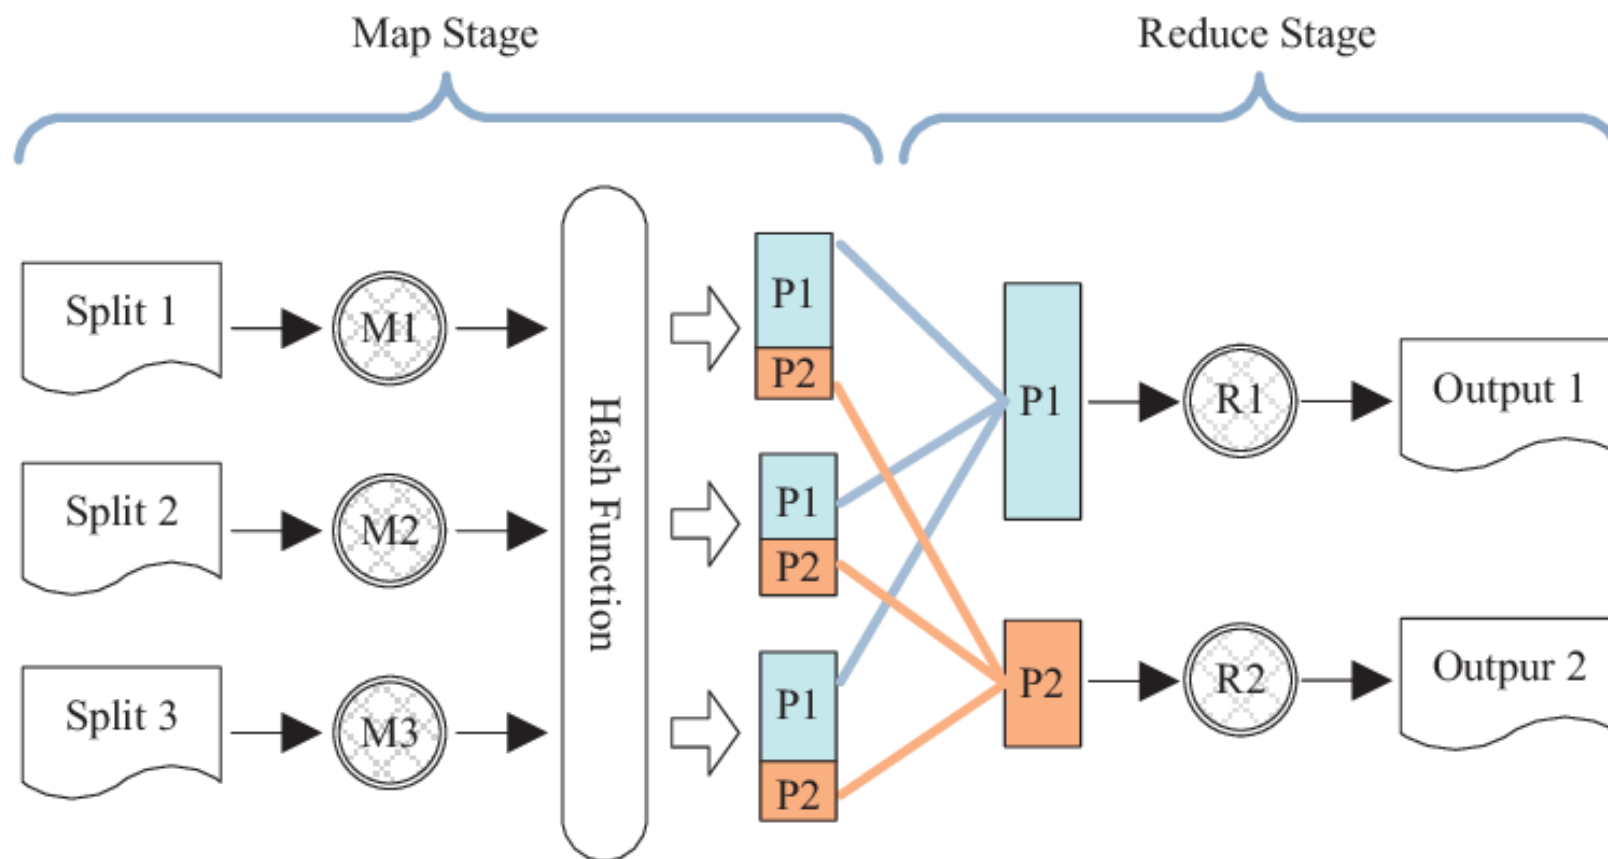 Map Stage
Reduce Stage
Split 1
M1
Split 2
M2
Split 3
M3
Hash Function
P1
P2
P1
P2
P1
P2
P1
R1
Output 1
P2
R2
Outpur 2